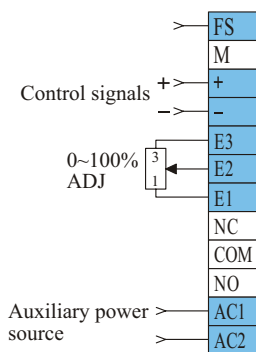 FS
M
Control signals + +
− −
E3
0~100% 3 E2
ADJ 1 E1
NC
COM
NO
Auxiliary power AC1
source AC2